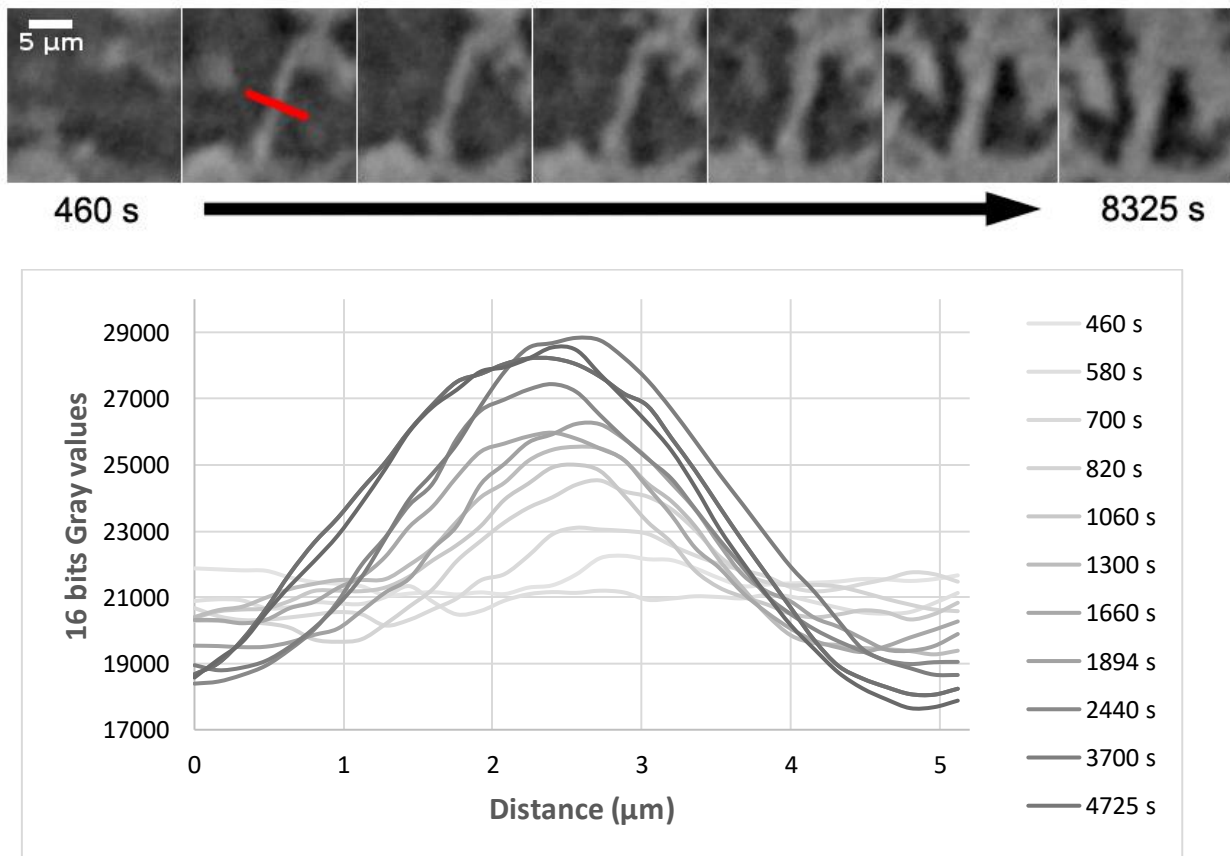 5 µm
460 s
8325 s
16 bits Gray values
29000
27000
25000
23000
21000
19000
17000
0 1 2 3 4 5
Distance (µm)
460 s
580 s
700 s
820 s
1060 s
1300 s
1660 s
1894 s
2440 s
3700 s
4725 s